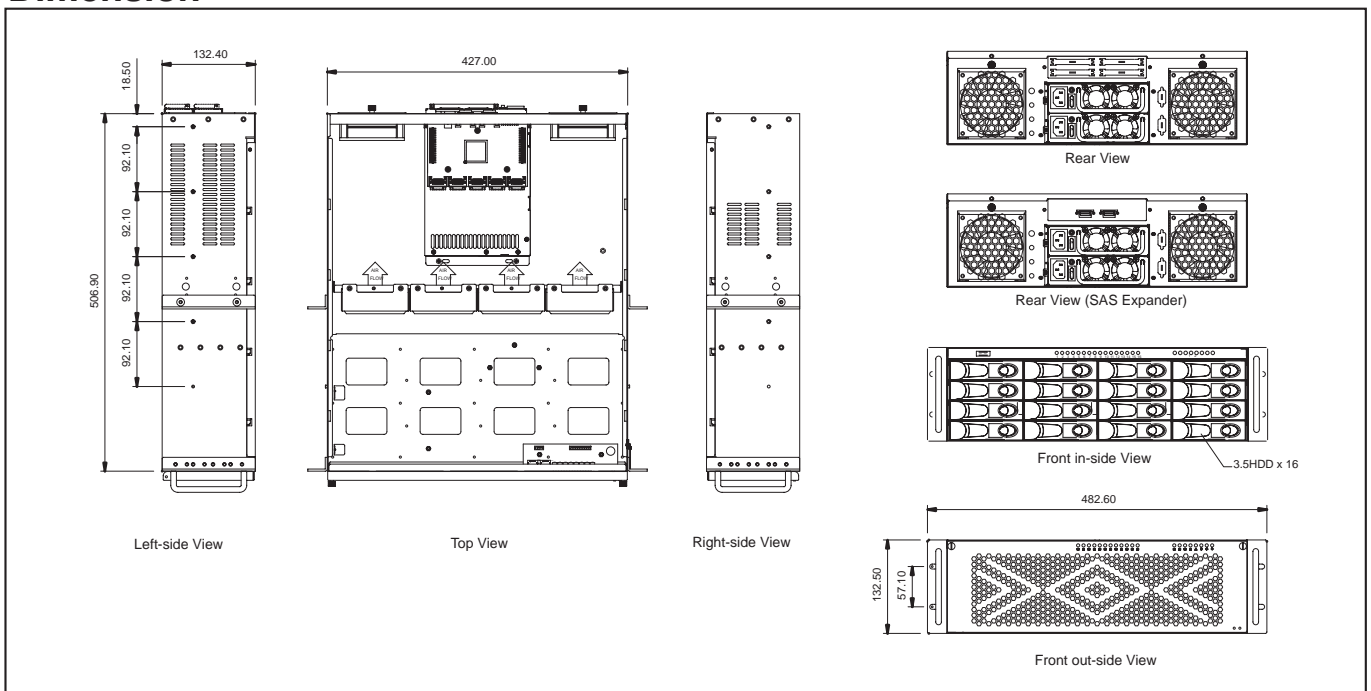 Dimension
132.40
18.50
92.10
92.10
92.10
92.10
506.90
Left-side View
427.00
AIR FLOW
AIR FLOW
AIR FLOW
AIR FLOW
Top View
Right-side View
Rear View
Rear View (SAS Expander)
Front in-side View
3.5HDD x 16
482.60
132.50
57.10
Front out-side View